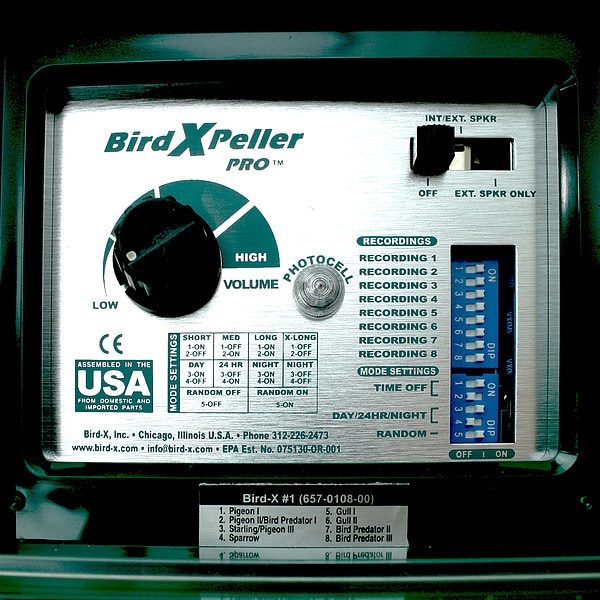 BirdXPeller
PRO™
INT/EXT. SPKR
OFF
EXT. SPKR ONLY
LOW
HIGH
VOLUME
PHOTOCELL
RECORDINGS
RECORDING 1
RECORDING 2
RECORDING 3
RECORDING 4
RECORDING 5
RECORDING 6
RECORDING 7
RECORDING 8
MODE SETTINGS
TIME OFF
DAY/24HR/NIGHT
RANDOM
OFF | ON
ON
1 2 3 4 5 6 7 8
DIP
ON
1 2 3 4 5
DIP
CE
ASSEMBLED IN THE
USA
FROM DOMESTIC AND
IMPORTED PARTS
MODE SETTINGS
SHORT MED LONG X-LONG
1-ON 1-OFF 1-ON 1-OFF
2-OFF 2-ON 2-ON 2-OFF
DAY 24 HR NIGHT NIGHT
3-ON 3-OFF 3-ON 3-OFF
4-OFF 4-OFF 4-ON 4-ON
RANDOM OFF RANDOM ON
5-OFF 5-ON
Bird-X, Inc. • Chicago, Illinois U.S.A. • Phone 312-226-2473
www.bird-x.com • info@bird-x.com • EPA Est. No. 075130-OR-001
Bird-X #1 (657-0108-00)
1. Pigeon I 5. Gull I
2. Pigeon II/Bird Predator I 6. Gull II
3. Starling/Pigeon III 7. Bird Predator II
4. Sparrow 8. Bird Predator III